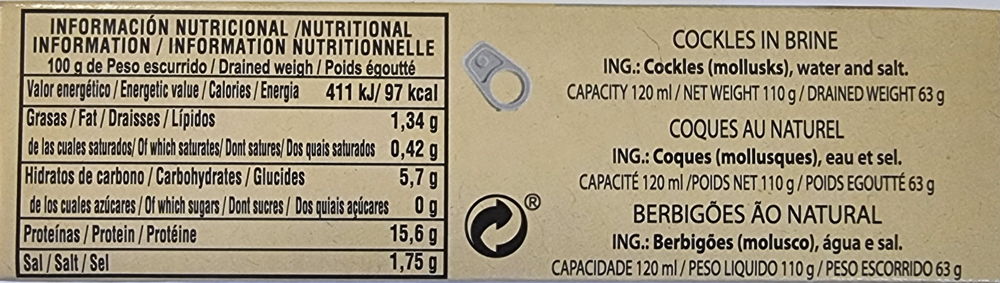 INFORMACIÓN NUTRICIONAL /NUTRITIONAL
INFORMATION / INFORMATION NUTRITIONNELLE
100 g de Peso escurrido / Drained weigh / Poids égoutté
Valor energético / Energetic value / Calories / Energia 411 kJ/ 97 kcal
Grasas / Fat / Draisses / Lípidos 1,34 g
de las cuales saturados/ Of which saturates/ Dont satures/ Dos quais saturados 0,42 g
Hidratos de carbono / Carbohydrates / Glucides 5,7 g
de los cuales azúcares / Of which sugars / Dont sucres / Dos quiais açúcares 0 g
Proteínas / Protein / Protéine 15,6 g
Sal / Salt / Sel 1,75 g
®
COCKLES IN BRINE
ING.: Cockles (mollusks), water and salt.
CAPACITY 120 ml / NET WEIGHT 110 g / DRAINED WEIGHT 63 g
COQUES AU NATUREL
ING.: Coques (mollusques), eau et sel.
CAPACITÉ 120 ml /POIDS NET 110 g / POIDS EGOUTTÉ 63 g
BERBIGÕES ÃO NATURAL
ING.: Berbigões (molusco), água e sal.
CAPACIDADE 120 ml / PESO LIQUIDO 110 g / PESO ESCORRIDO 63 g